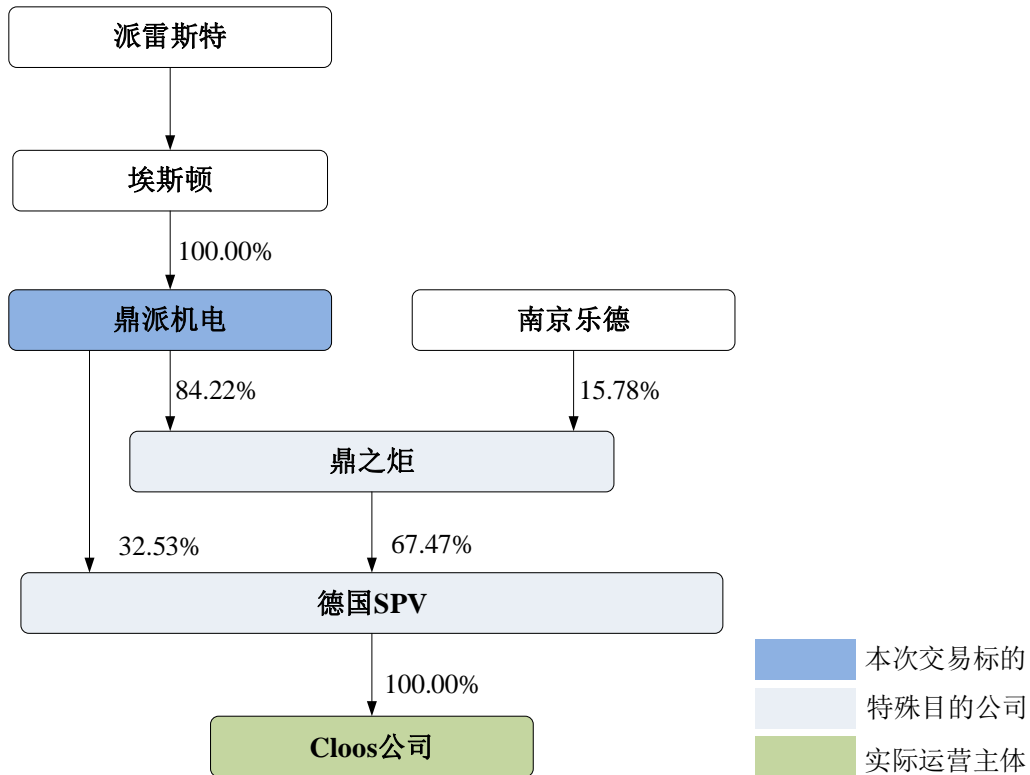 派雷斯特
埃斯顿
100.00%
鼎派机电
南京乐德
84.22%
15.78%
鼎之炬
32.53%
67.47%
德国SPV
100.00%
Cloos公司
本次交易标的
特殊目的公司
实际运营主体